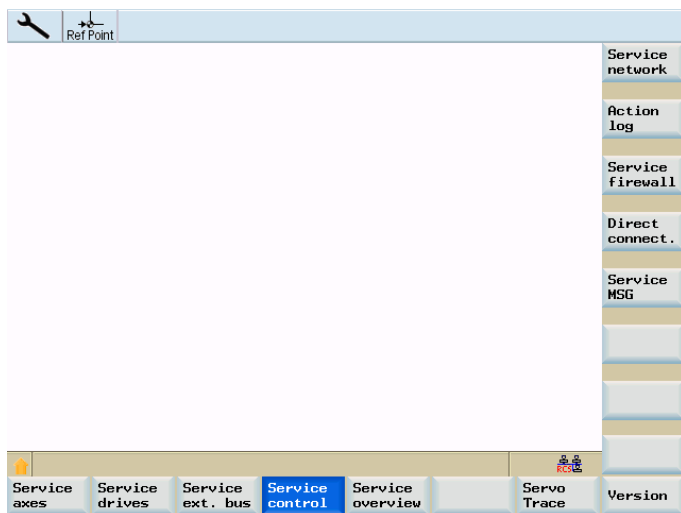 Ref Point
Service
network
Action
log
Service
firewall
Direct
connect.
Service
MSG
RCS
Service
axes
Service
drives
Service
ext. bus
Service
control
Service
overview
Servo
Trace
Version